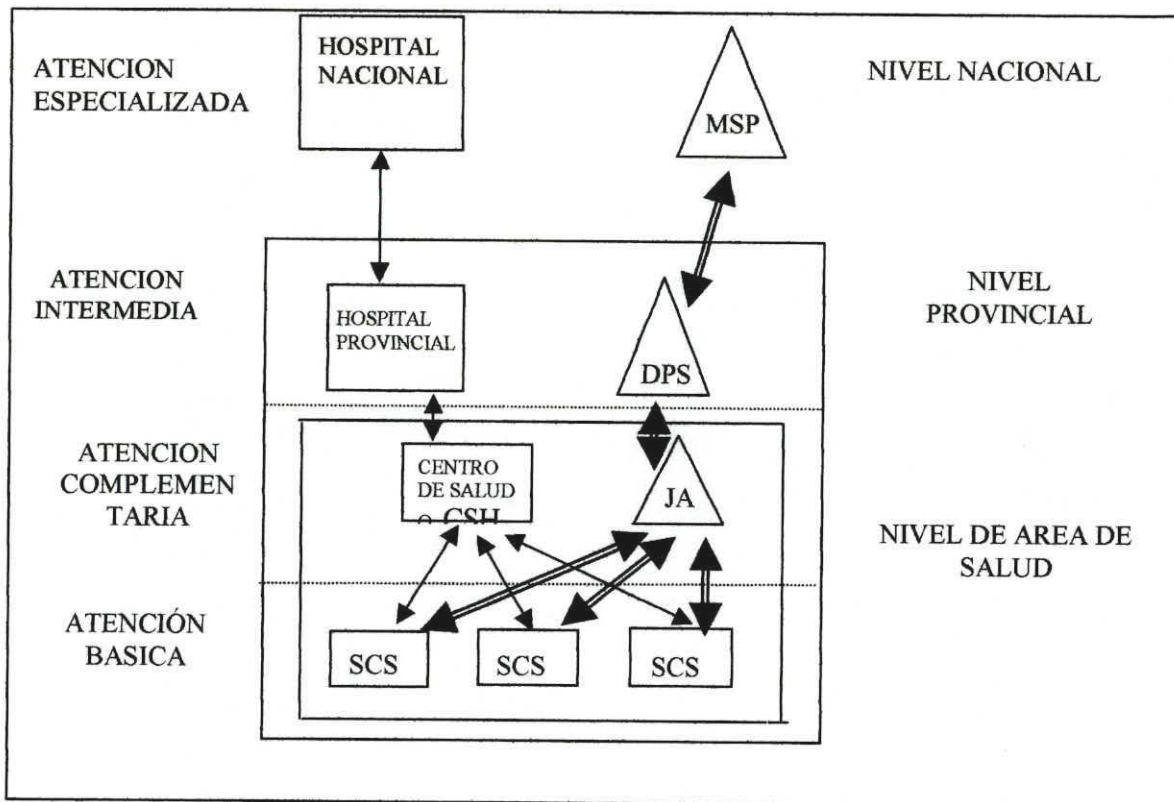 ATENCION
ESPECIALIZADA
HOSPITAL
NACIONAL
MSP
NIVEL NACIONAL
ATENCION
INTERMEDIA
HOSPITAL
PROVINCIAL
DPS
NIVEL
PROVINCIAL
ATENCION
COMPLEMEN
TARIA
CENTRO
DE SALUD
o CSH
JA
NIVEL DE AREA DE
SALUD
ATENCIÓN
BASICA
SCS
SCS
SCS